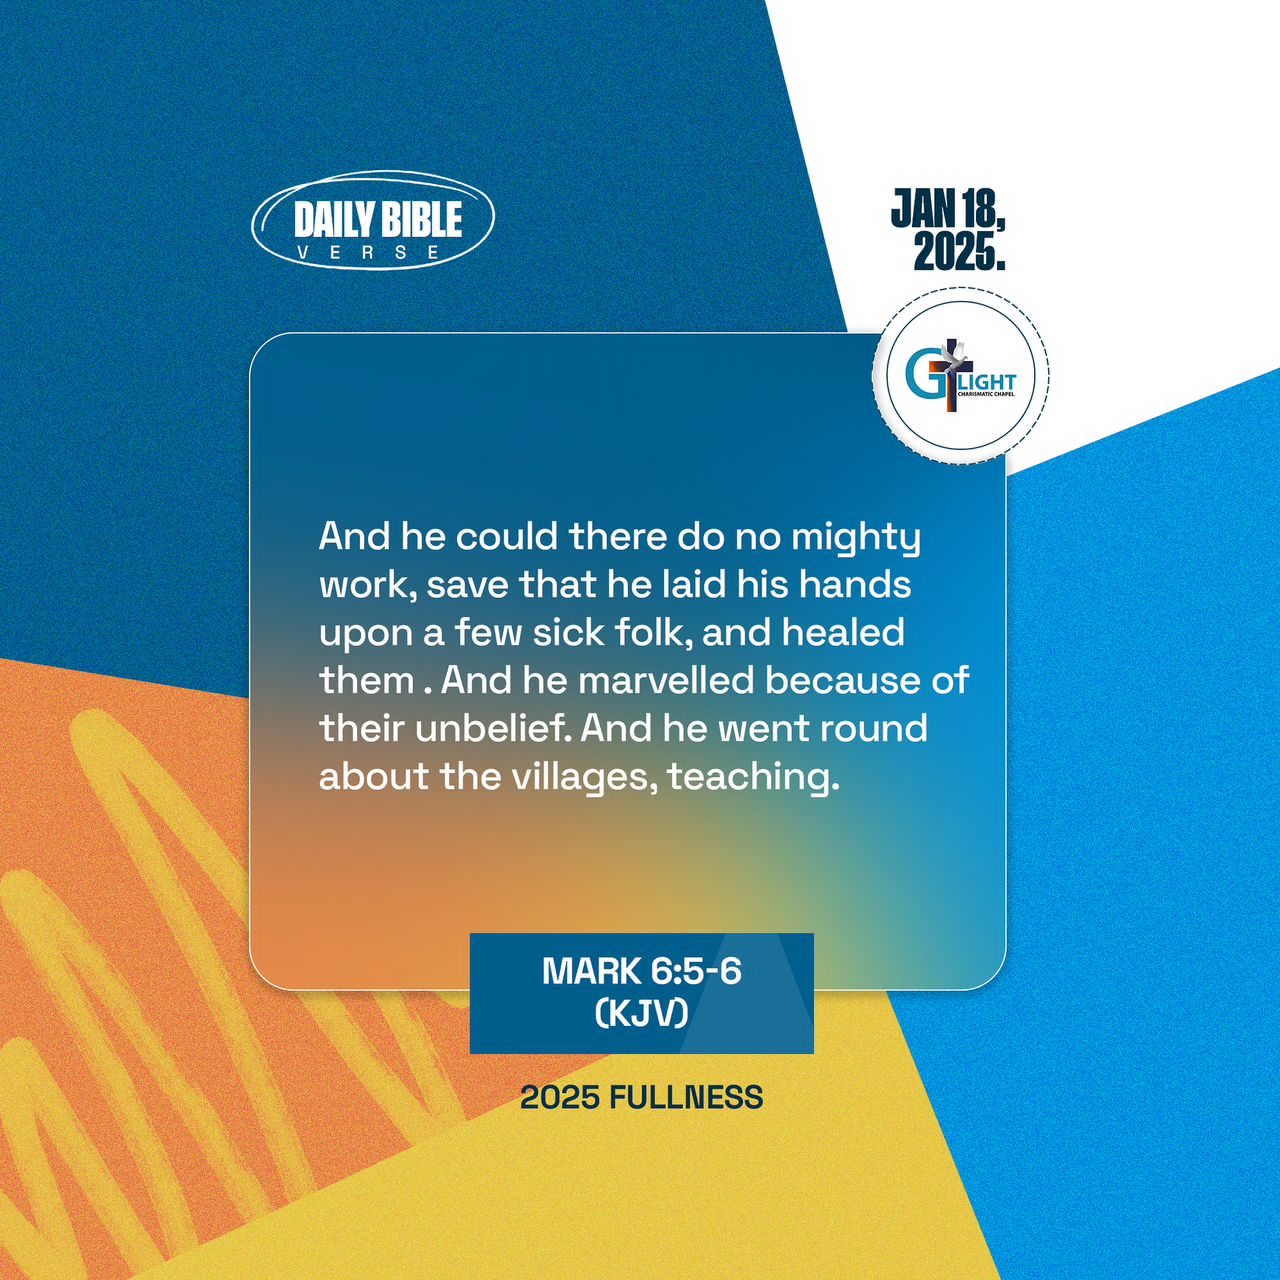 DAILY BIBLE
VERSE
JAN 18,
2025.
GLIGHT
CHARISMATIC CHAPEL
And he could there do no mighty
work, save that he laid his hands
upon a few sick folk, and healed
them . And he marvelled because of
their unbelief. And he went round
about the villages, teaching.
MARK 6:5-6
(KJV)
2025 FULLNESS